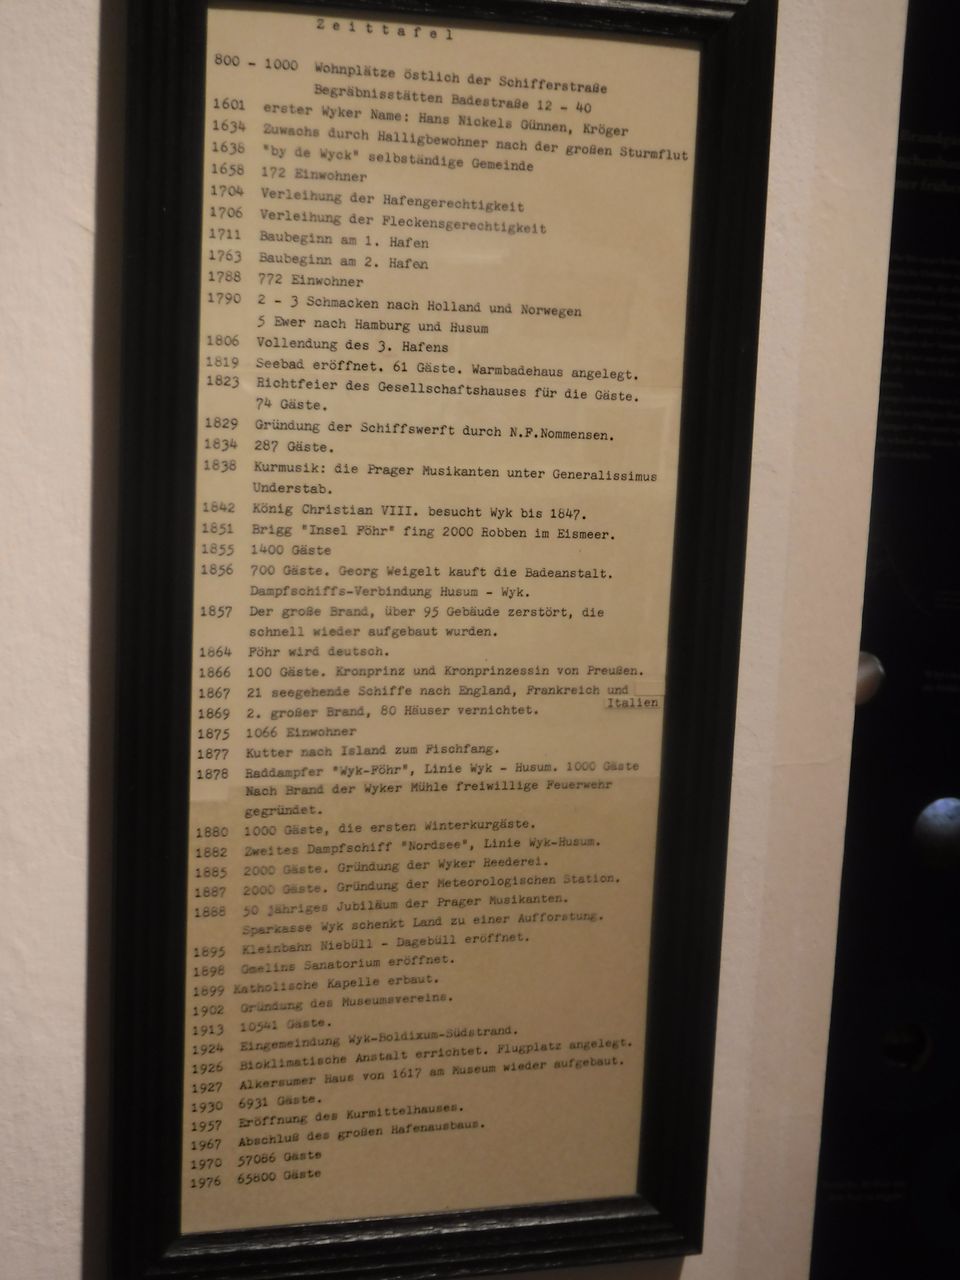 Zeittafel
800 - 1000 Wohnplätze östlich der Schifferstraße
Begräbnisstätten Badestraße 12 - 40
1601 erster Wyker Name: Hans Nickels Günnen, Kröger
1634 Zuwachs durch Halligbewohner nach der großen Sturmflut
1638 "by de Wyck" selbständige Gemeinde
1658 172 Einwohner
1704 Verleihung der Hafengerechtigkeit
1706 Verleihung der Fleckensgerechtigkeit
1711 Baubeginn am 1. Hafen
1763 Baubeginn am 2. Hafen
1788 772 Einwohner
1790 2 - 3 Schmacken nach Holland und Norwegen
5 Ewer nach Hamburg und Husum
1806 Vollendung des 3. Hafens
1819 Seebad eröffnet. 61 Gäste. Warmbadehaus angelegt.
1823 Richtfeier des Gesellschaftshauses für die Gäste.
74 Gäste.
1829 Gründung der Schiffswerft durch N.F.Nommensen.
1834 287 Gäste.
1838 Kurmusik: die Prager Musikanten unter Generalissimus
Understab.
1842 König Christian VIII. besucht Wyk bis 1847.
1851 Brigg "Insel Föhr" fing 2000 Robben im Eismeer.
1855 1400 Gäste
1856 700 Gäste. Georg Weigelt kauft die Badeanstalt.
Dampfschiffs-Verbindung Husum - Wyk.
1857 Der große Brand, über 95 Gebäude zerstört, die
schnell wieder aufgebaut wurden.
1864 Föhr wird deutsch.
1866 100 Gäste. Kronprinz und Kronprinzessin von Preußen.
1867 21 seegehende Schiffe nach England, Frankreich und
Italien
1869 2. großer Brand, 80 Häuser vernichtet.
1875 1066 Einwohner
1877 Kutter nach Island zum Fischfang.
1878 Raddampfer "Wyk-Föhr", Linie Wyk - Husum. 1000 Gäste
Nach Brand der Wyker Mühle freiwillige Feuerwehr
gegründet.
1880 1000 Gäste, die ersten Winterkurgäste.
1882 Zweites Dampfschiff "Nordsee", Linie Wyk-Husum.
1885 2000 Gäste. Gründung der Wyker Reederei.
1887 2000 Gäste. Gründung der Meteorologischen Station.
1888 50 jähriges Jubiläum der Prager Musikanten.
Sparkasse Wyk schenkt Land zu einer Aufforstung.
1895 Kleinbahn Niebüll - Dagebüll eröffnet.
1898 Gmelins Sanatorium eröffnet.
1899 Katholische Kapelle erbaut.
1902 Gründung des Museumsvereins.
1913 10541 Gäste.
1924 Eingemeindung Wyk-Boldixum-Südstrand.
1926 Bioklimatische Anstalt errichtet. Flugplatz angelegt.
1927 Alkersumer Haus von 1617 am Museum wieder aufgebaut.
1930 6931 Gäste.
1957 Eröffnung des Kurmittelhauses.
1967 Abschluß des großen Hafenausbaus.
1970 57086 Gäste
1976 65800 Gäste